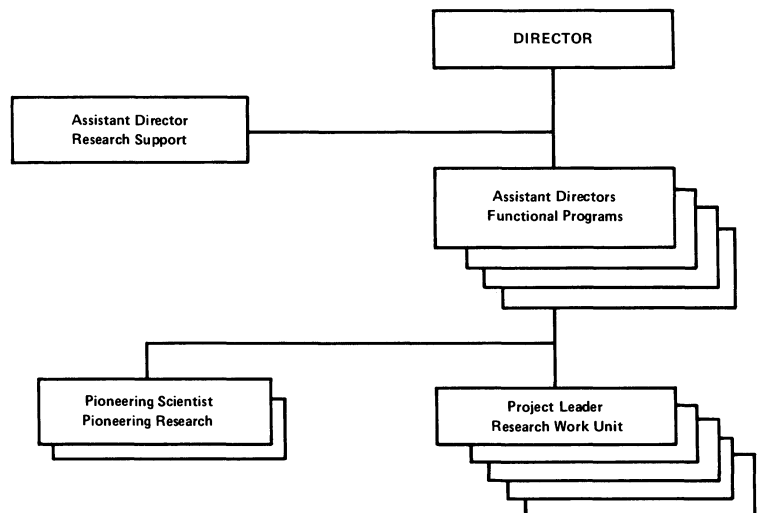 DIRECTOR
Assistant Director
Research Support
Assistant Directors
Functional Programs
Pioneering Scientist
Pioneering Research
Project Leader
Research Work Unit